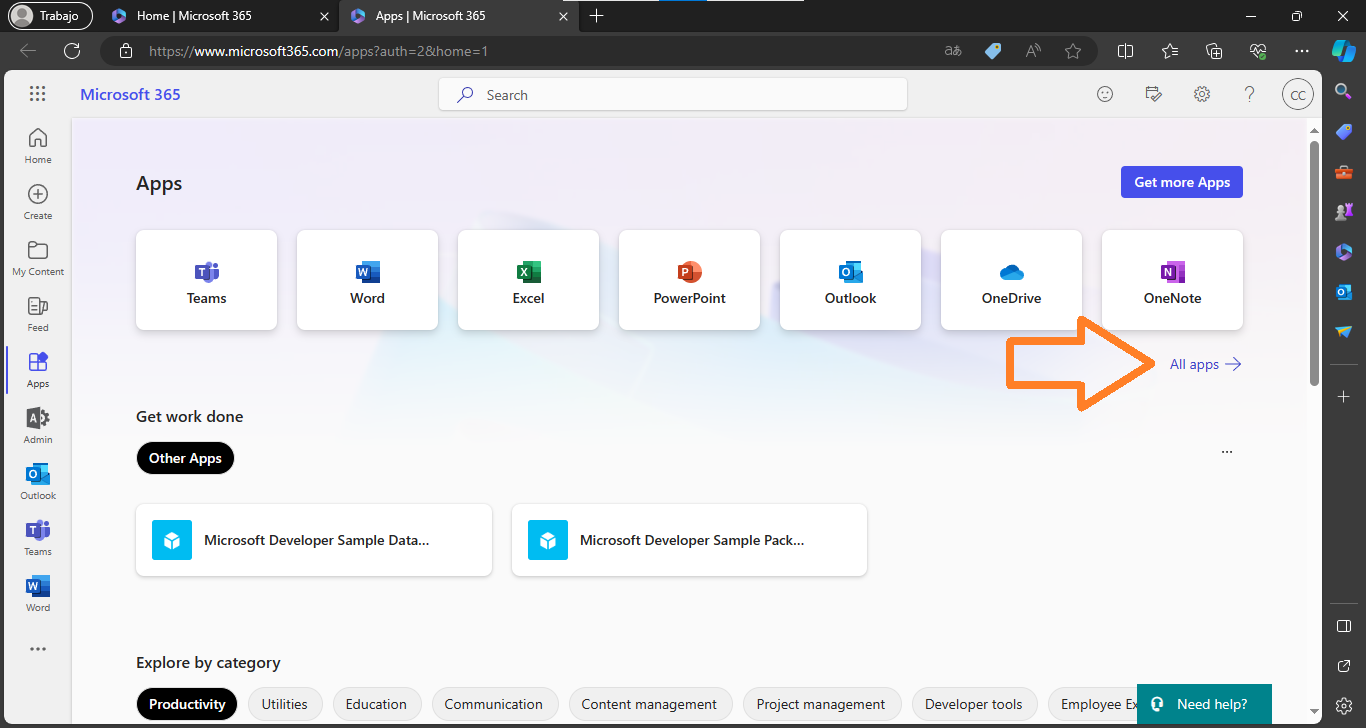 Trabajo
Home | Microsoft 365
Apps | Microsoft 365
https://www.microsoft365.com/apps?auth=2&home=1
aあ
Microsoft 365
Search
CC
Home
Create
My Content
Feed
Apps
Admin
Outlook
Teams
Word
Apps
Get more Apps
Teams
Word
Excel
PowerPoint
Outlook
OneDrive
OneNote
All apps
Get work done
Other Apps
Microsoft Developer Sample Data...
Microsoft Developer Sample Pack...
Explore by category
Productivity
Utilities
Education
Communication
Content management
Project management
Developer tools
Employee Ex
Need help?